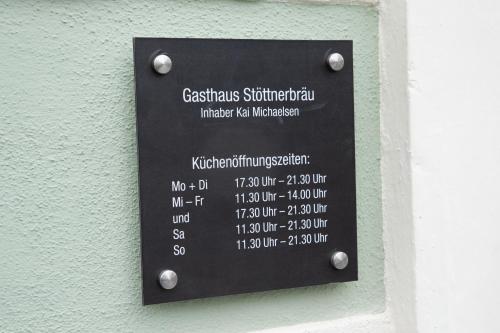 Gasthaus Stöttnerbräu
Inhaber Kai Michaelsen
Küchenöffnungszeiten:
Mo + Di 17.30 Uhr – 21.30 Uhr
Mi – Fr 11.30 Uhr – 14.00 Uhr
und 17.30 Uhr – 21.30 Uhr
Sa 11.30 Uhr – 21.30 Uhr
So 11.30 Uhr – 21.30 Uhr